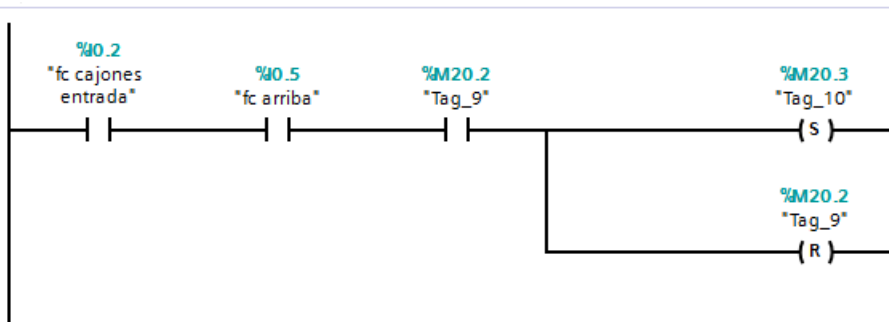 %I0.2
"fc cajones
entrada"
%I0.5
"fc arriba"
%M20.2
"Tag_9"
%M20.3
"Tag_10"
S
%M20.2
"Tag_9"
R